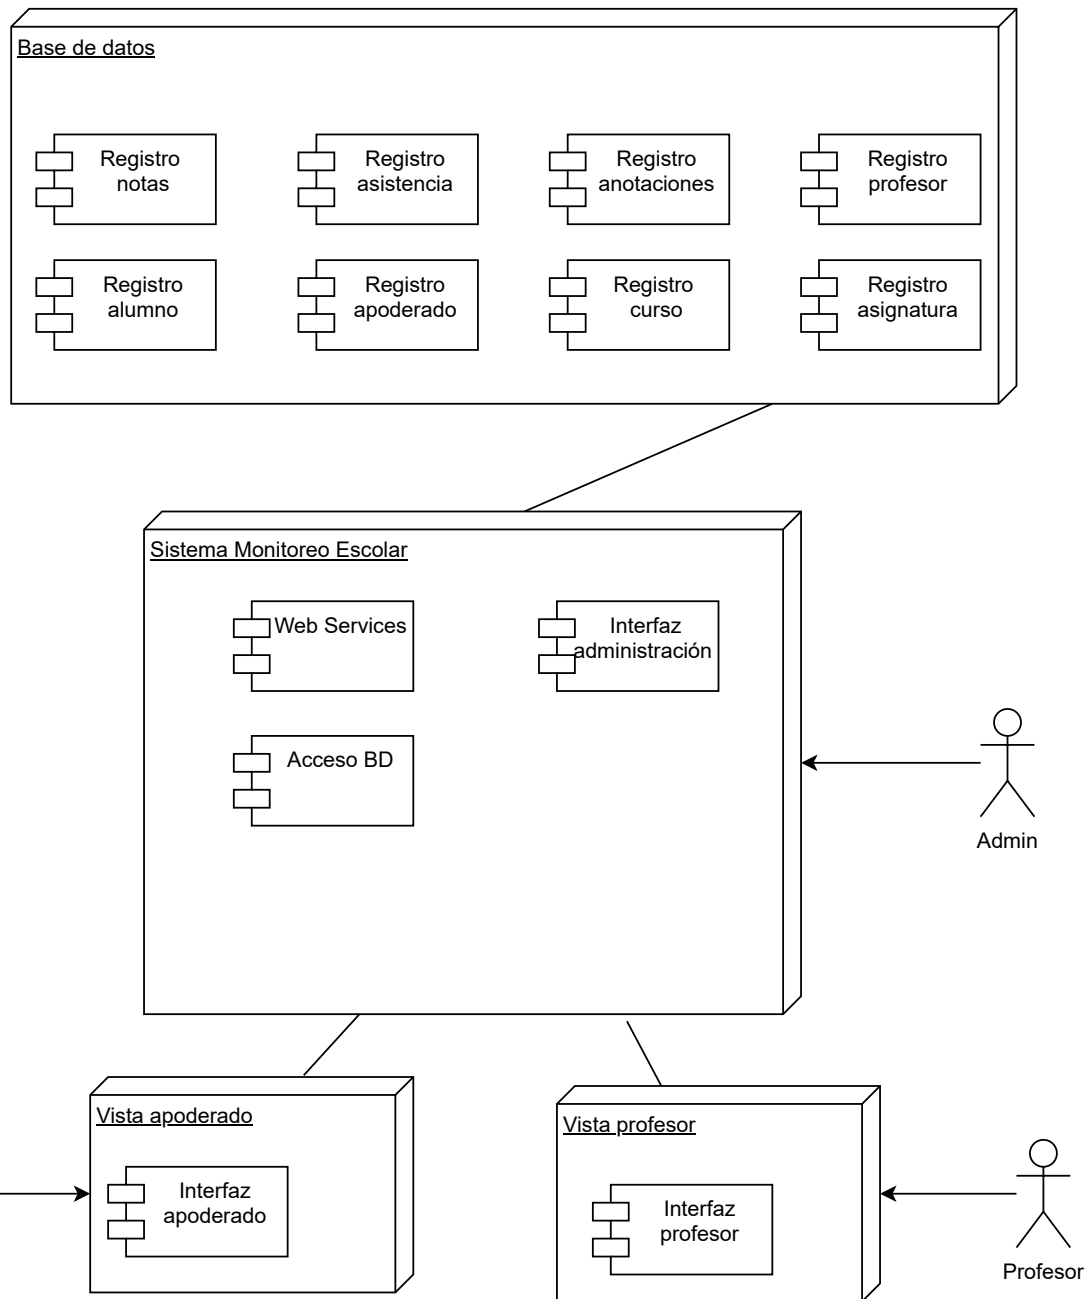 Base de datos
Registro
notas
Registro
asistencia
Registro
anotaciones
Registro
profesor
Registro
alumno
Registro
apoderado
Registro
curso
Registro
asignatura
Sistema Monitoreo Escolar
Web Services
Interfaz
administración
Acceso BD
Admin
Vista apoderado
Interfaz
apoderado
Vista profesor
Interfaz
profesor
Profesor